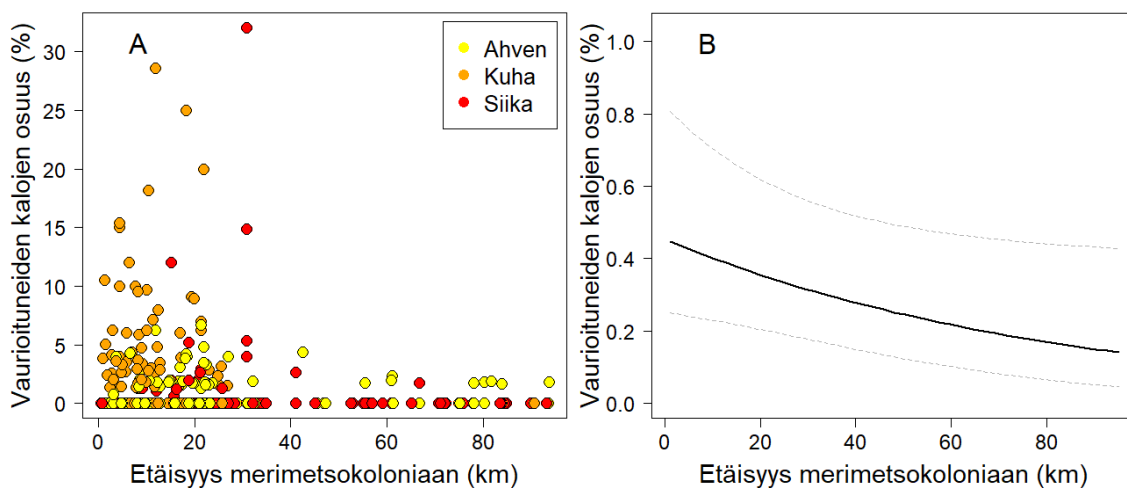 A
Ahven
Kuha
Siika
30
25
20
15
10
5
0
0 20 40 60 80
Vaurioituneiden kalojen osuus (%)
Etäisyys merimetsokoloniaan (km)
B
1.0
0.8
0.6
0.4
0.2
0.0
0 20 40 60 80
Vaurioituneiden kalojen osuus (%)
Etäisyys merimetsokoloniaan (km)